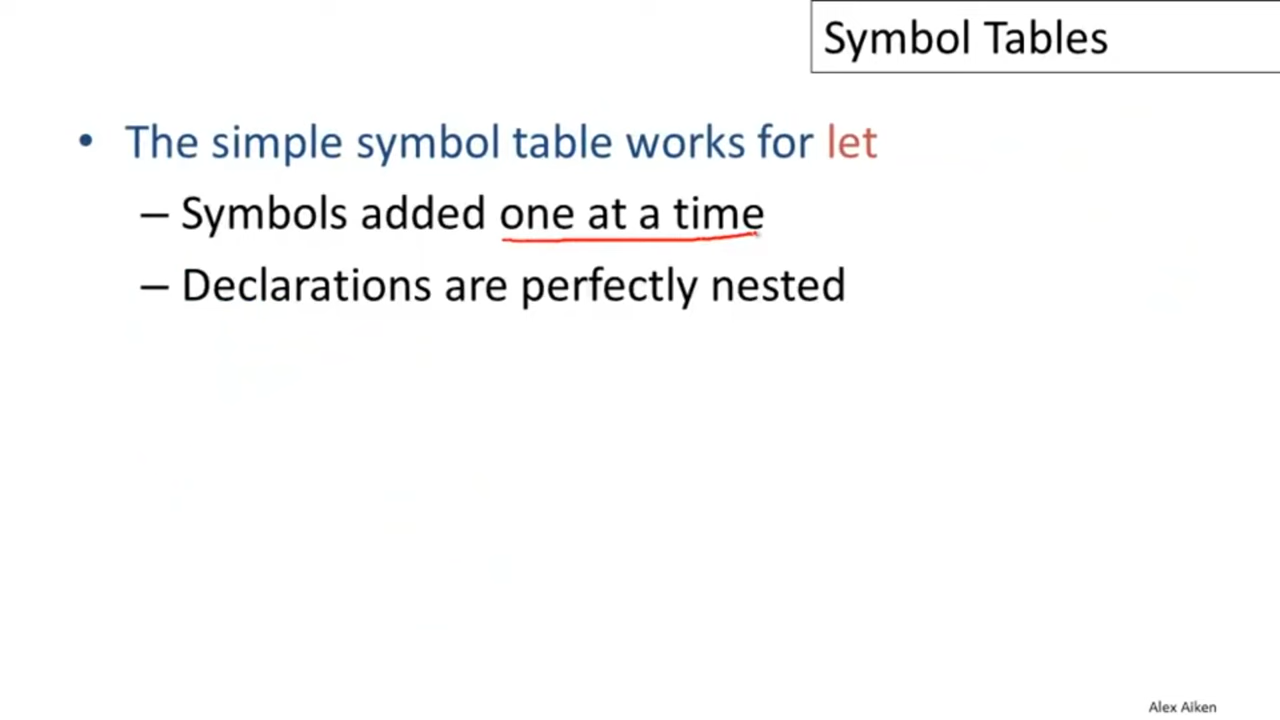 Symbol Tables
• The simple symbol table works for let
– Symbols added one at a time
– Declarations are perfectly nested
Alex Aiken